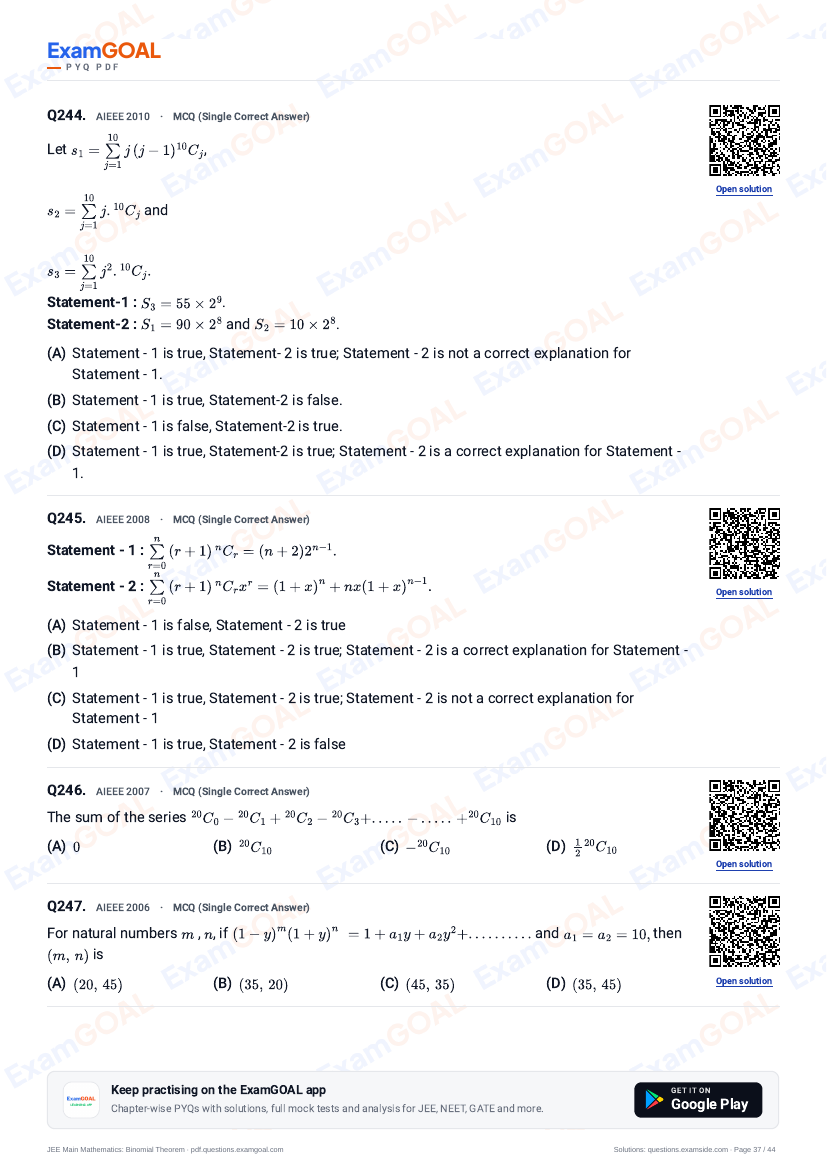 ExamGOAL
PYQ PDF
Q244. AIEEE 2010 · MCQ (Single Correct Answer)
Let $s_1 = \sum_{j=1}^{10} j(j-1)^{10}C_j$,
$s_2 = \sum_{j=1}^{10} j.{}^{10}C_j$ and
$s_3 = \sum_{j=1}^{10} j^2.{}^{10}C_j$.
Statement-1 : $S_3 = 55 \times 2^9$.
Statement-2 : $S_1 = 90 \times 2^8$ and $S_2 = 10 \times 2^8$.
(A) Statement - 1 is true, Statement- 2 is true; Statement - 2 is not a correct explanation for
Statement - 1.
(B) Statement - 1 is true, Statement-2 is false.
(C) Statement - 1 is false, Statement-2 is true.
(D) Statement - 1 is true, Statement-2 is true; Statement - 2 is a correct explanation for Statement -
1.
Open solution
Q245. AIEEE 2008 · MCQ (Single Correct Answer)
Statement - 1 : $\sum_{r=0}^{n} (r+1)\,{}^nC_r = (n+2)2^{n-1}$.
Statement - 2 : $\sum_{r=0}^{n} (r+1)\,{}^nC_r x^r = (1+x)^n + nx(1+x)^{n-1}$.
(A) Statement - 1 is false, Statement - 2 is true
(B) Statement - 1 is true, Statement - 2 is true; Statement - 2 is a correct explanation for Statement -
1
(C) Statement - 1 is true, Statement - 2 is true; Statement - 2 is not a correct explanation for
Statement - 1
(D) Statement - 1 is true, Statement - 2 is false
Open solution
Q246. AIEEE 2007 · MCQ (Single Correct Answer)
The sum of the series ${}^{20}C_0 - {}^{20}C_1 + {}^{20}C_2 - {}^{20}C_3 + ..... - ..... + {}^{20}C_{10}$ is
(A) 0 (B) ${}^{20}C_{10}$ (C) $-{}^{20}C_{10}$ (D) $\frac{1}{2}{}^{20}C_{10}$
Open solution
Q247. AIEEE 2006 · MCQ (Single Correct Answer)
For natural numbers $m$ , $n$, if $(1-y)^m(1+y)^n = 1 + a_1y + a_2y^2 + ..........$ and $a_1 = a_2 = 10$, then
$(m, n)$ is
(A) (20, 45) (B) (35, 20) (C) (45, 35) (D) (35, 45)
Open solution
Keep practising on the ExamGOAL app
Chapter-wise PYQs with solutions, full mock tests and analysis for JEE, NEET, GATE and more.
GET IT ON
Google Play
JEE Main Mathematics: Binomial Theorem · pdf.questions.examgoal.com
Solutions: questions.examside.com · Page 37 / 44